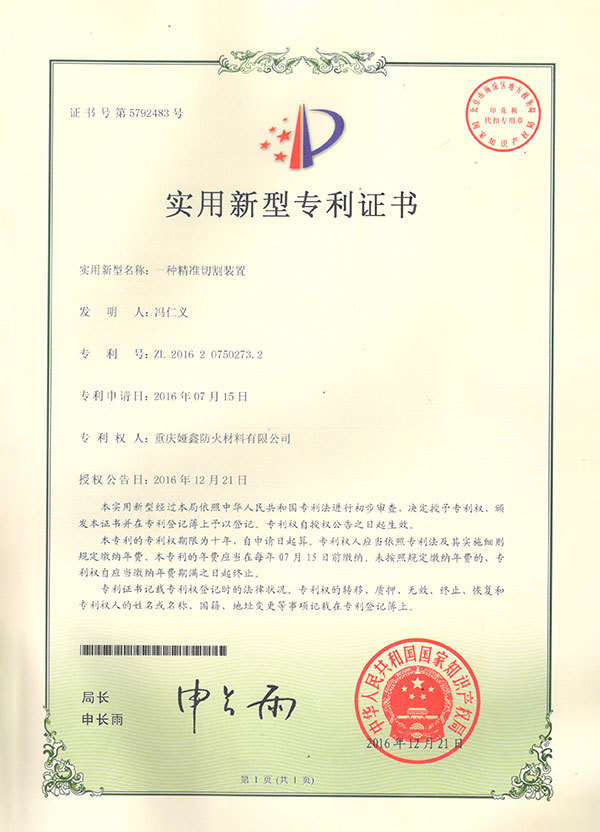 证书号第5792483号
印花税
代扣专用章
国家知识产权局
实用新型专利证书
实用新型名称：一种精准切割装置
发明人：冯仁义
专利号：ZL 2016 2 0750273.2
专利申请日：2016年07月15日
专利权人：重庆娅鑫防火材料有限公司
授权公告日：2016年12月21日
本实用新型经过本局依照中华人民共和国专利法进行初步审查，决定授予专利权，颁
发本证书并在专利登记簿上予以登记。专利权自授权公告之日起生效。
本专利的专利权期限为十年，自申请日起算。专利权人应当依照专利法及其实施细则
规定缴纳年费。本专利的年费应当在每年07月15日前缴纳。未按照规定缴纳年费的，专
利权自应当缴纳年费期满之日起终止。
专利证书记载专利权登记时的法律状况。专利权的转移、质押、无效、终止、恢复和
专利权人的姓名或名称、国籍、地址变更等事项记载在专利登记簿上。
局长
申长雨
申长雨
中华人民共和国国家知识产权局
2016年12月21日
第1页(共1页)